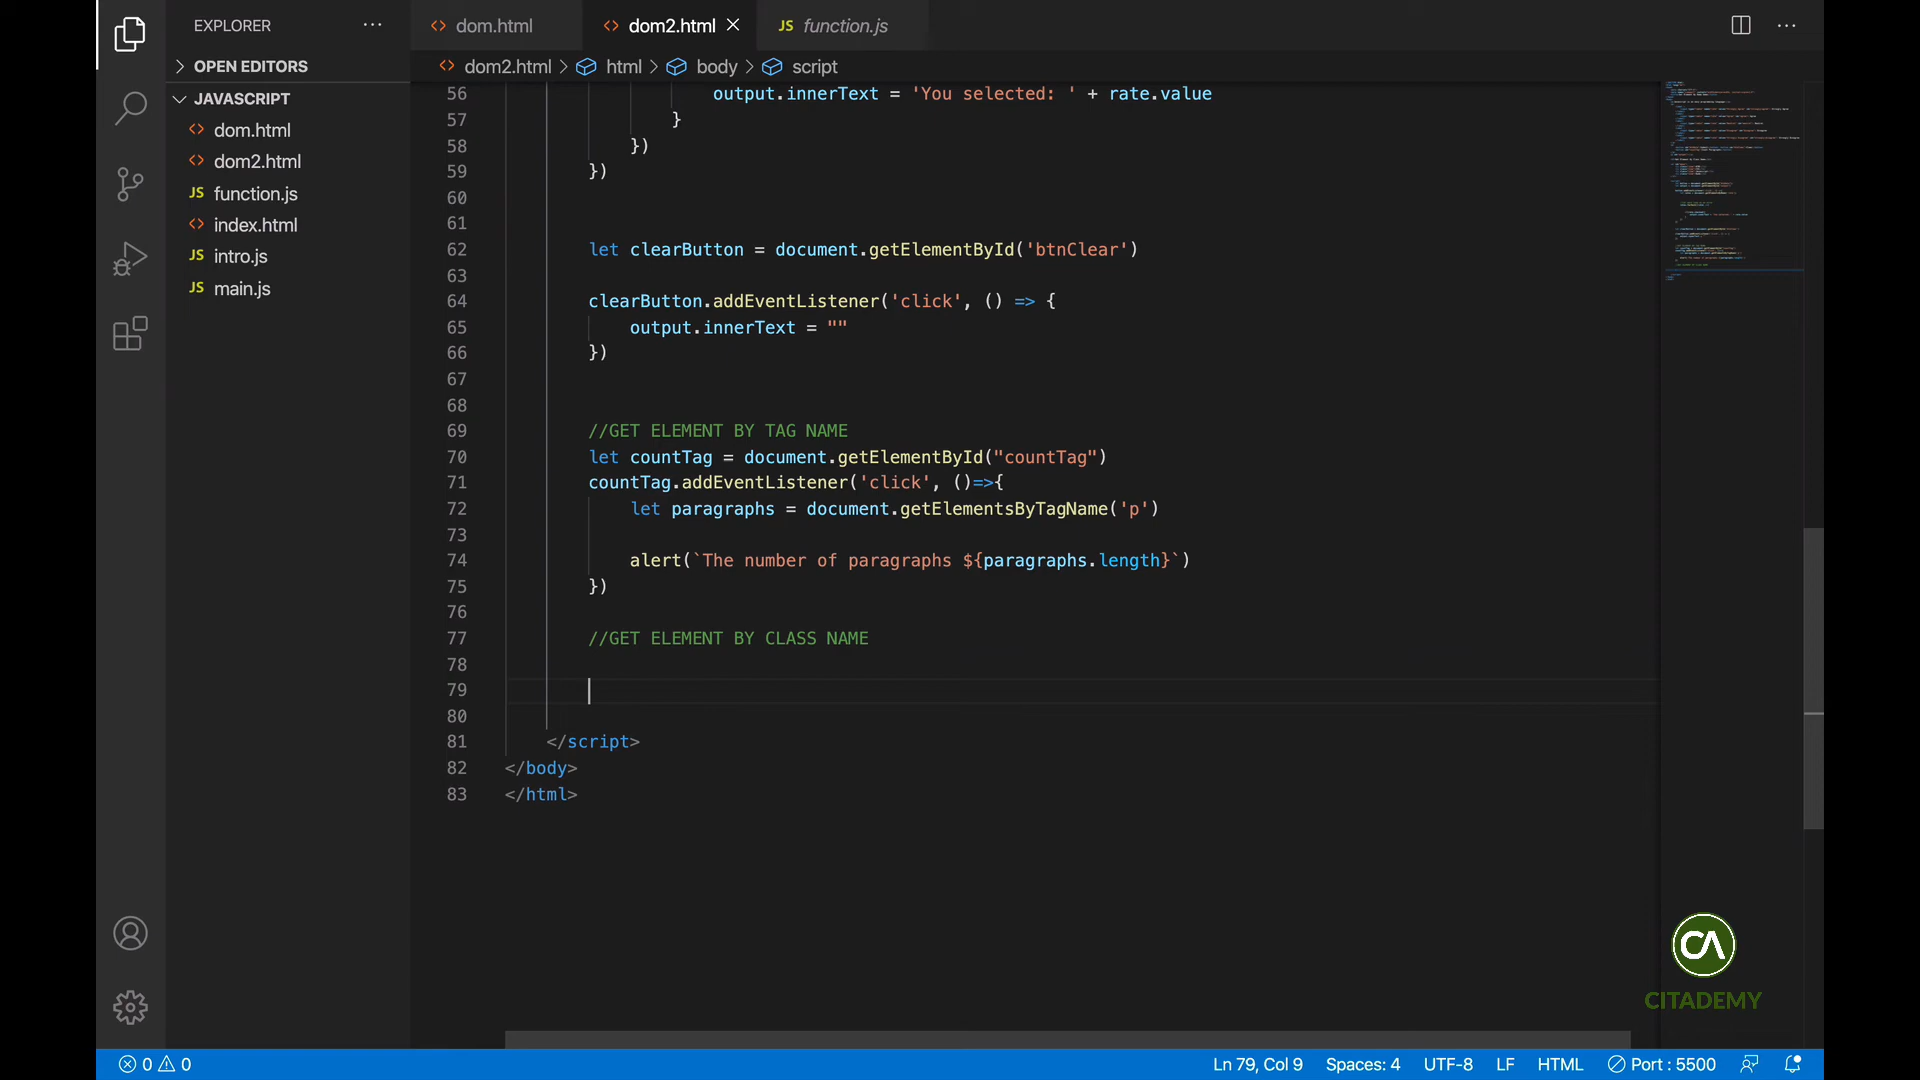 EXPLORER
dom.html
dom2.html
JS function.js
OPEN EDITORS
dom2.html > html > body > script
JAVASCRIPT
dom.html
dom2.html
JS function.js
index.html
JS intro.js
JS main.js
56 output.innerText = 'You selected: ' + rate.value
57 }
58 })
59 })
60
61
62 let clearButton = document.getElementById('btnClear')
63
64 clearButton.addEventListener('click', () => {
65 output.innerText = ""
66 })
67
68
69 //GET ELEMENT BY TAG NAME
70 let countTag = document.getElementById("countTag")
71 countTag.addEventListener('click', ()=>{
72 let paragraphs = document.getElementsByTagName('p')
73
74 alert(`The number of paragraphs ${paragraphs.length}`)
75 })
76
77 //GET ELEMENT BY CLASS NAME
78
79
80
81 </script>
82 </body>
83 </html>
CA
CITADEMY
0 0
Ln 79, Col 9
Spaces: 4
UTF-8
LF
HTML
Port : 5500